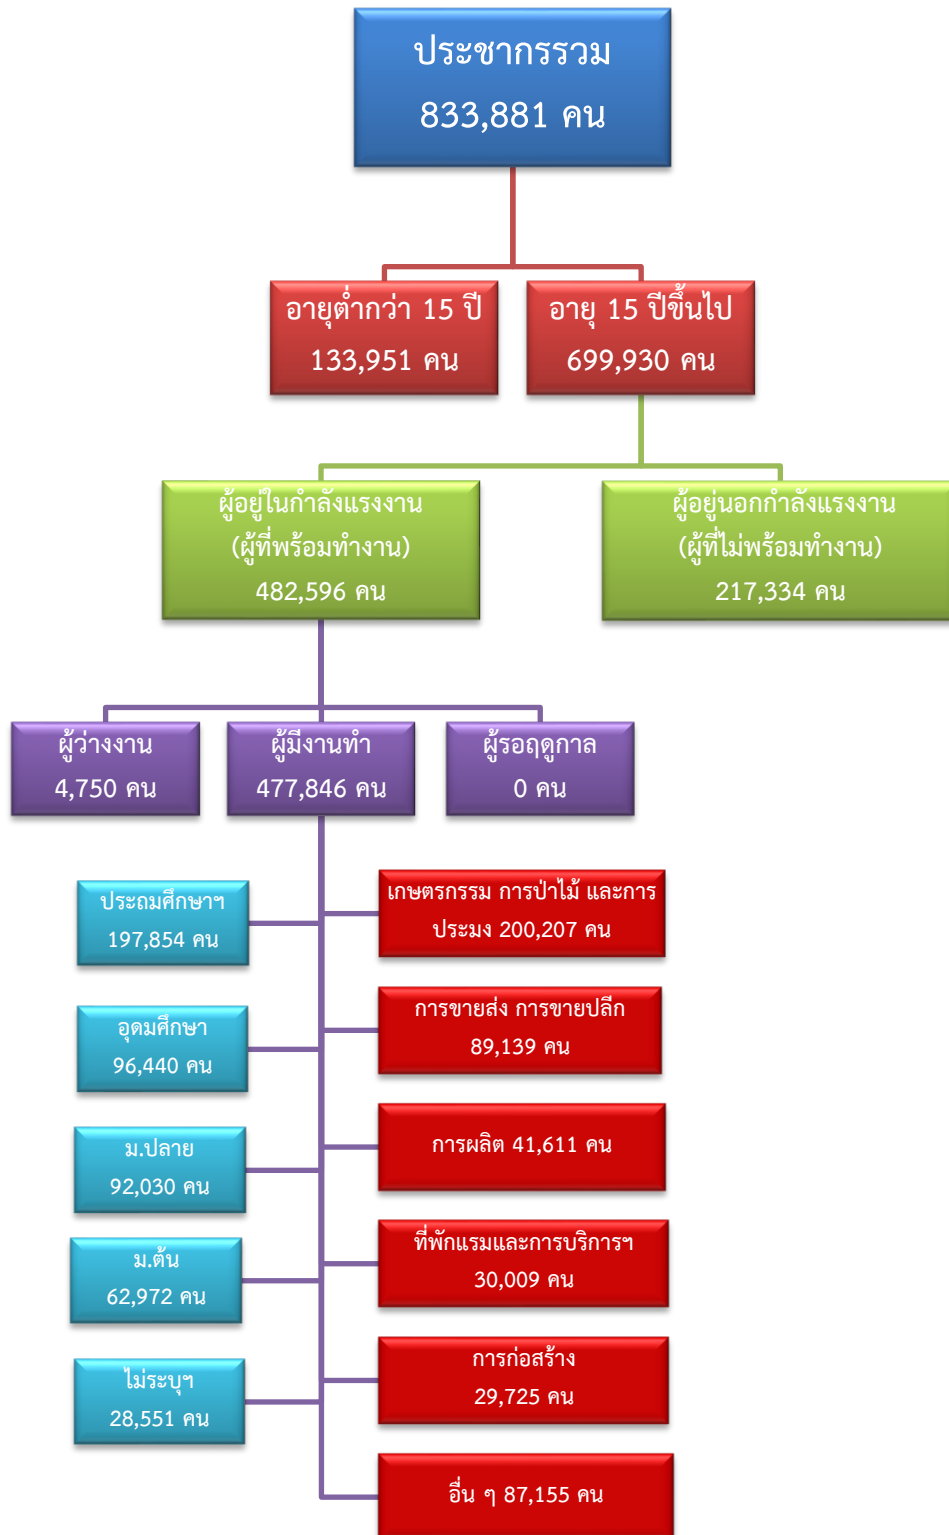 ประชากรรวม
833,881 คน
อายุต่ำกว่า 15 ปี
133,951 คน
อายุ 15 ปีขึ้นไป
699,930 คน
ผู้อยู่ในกำลังแรงงาน
(ผู้ที่พร้อมทำงาน)
482,596 คน
ผู้อยู่นอกกำลังแรงงาน
(ผู้ที่ไม่พร้อมทำงาน)
217,334 คน
ผู้ว่างงาน
4,750 คน
ผู้มีงานทำ
477,846 คน
ผู้รอฤดูกาล
0 คน
ประถมศึกษาฯ
197,854 คน
อุดมศึกษา
96,440 คน
ม.ปลาย
92,030 คน
ม.ต้น
62,972 คน
ไม่ระบุฯ
28,551 คน
เกษตรกรรม การป่าไม้ และการ
ประมง 200,207 คน
การขายส่ง การขายปลีก
89,139 คน
การผลิต 41,611 คน
ที่พักแรมและการบริการฯ
30,009 คน
การก่อสร้าง
29,725 คน
อื่น ๆ 87,155 คน